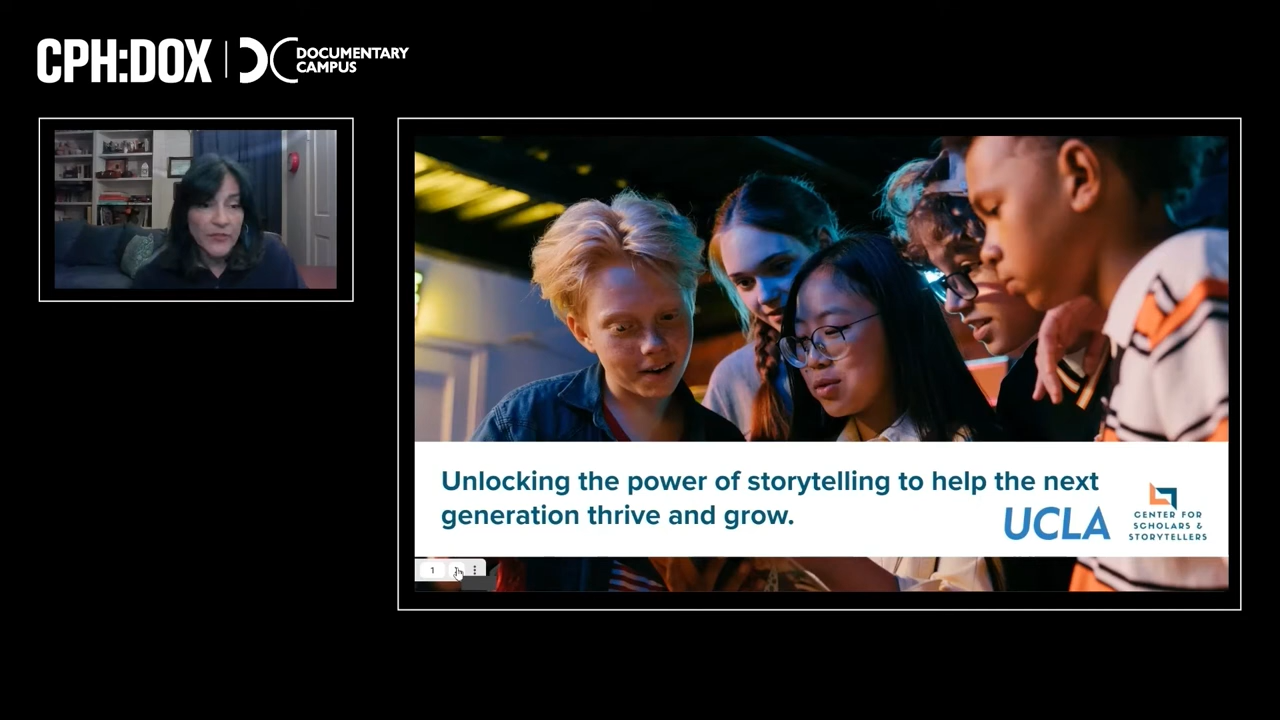 CPH:DOX
DOCUMENTARY
CAMPUS
Unlocking the power of storytelling to help the next
generation thrive and grow.
UCLA
CENTER FOR
SCHOLARS &
STORYTELLERS
1